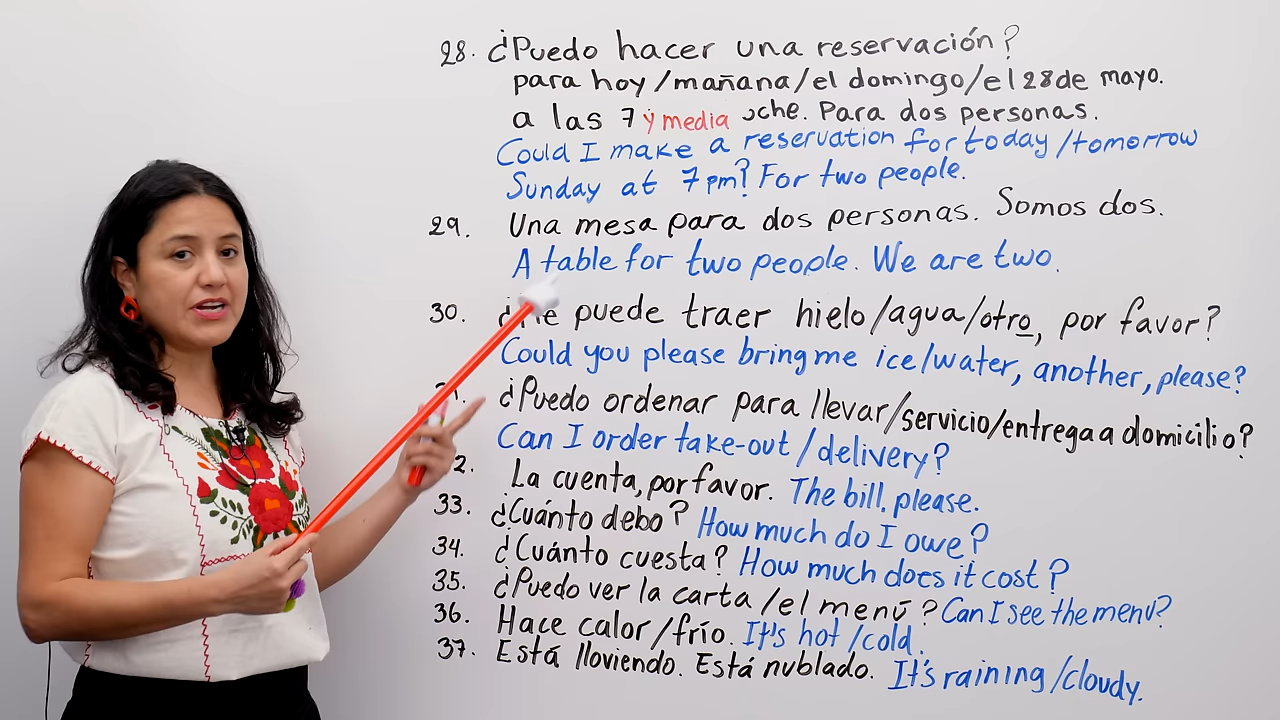 28. ¿Puedo hacer una reservación?
para hoy/mañana/el domingo/el 28 de mayo.
a las 7 y media oche. Para dos personas.
Could I make a reservation for today/tomorrow
Sunday at 7pm? For two people.
29. Una mesa para dos personas. Somos dos.
A table for two people. We are two.
30. puede traer hielo/agua/otro, por favor?
Could you please bring me ice/water, another, please?
¿Puedo ordenar para llevar/servicio/entrega a domicilio?
Can I order take-out/delivery?
2. La cuenta, por favor. The bill, please.
33. ¿Cuánto debo? How much do I owe?
34. ¿Cuánto cuesta? How much does it cost?
35. ¿Puedo ver la carta/el menú? Can I see the menu?
36. Hace calor/frío. It's hot/cold.
37. Está lloviendo. Está nublado. It's raining/cloudy.